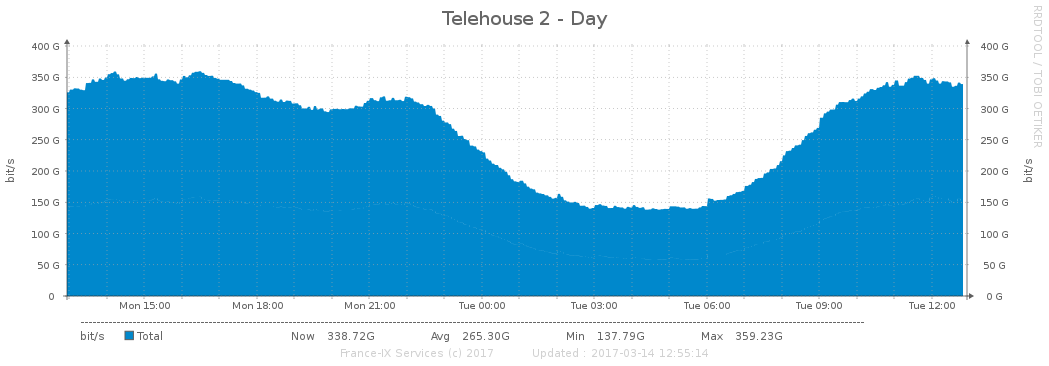 Telehouse 2 - Day
RRDTOOL / TOBI OETIKER
bit/s
400 G
350 G
300 G
250 G
200 G
150 G
100 G
50 G
0
400 G
350 G
300 G
250 G
200 G
150 G
100 G
50 G
0 G
bit/s
Mon 15:00 Mon 18:00 Mon 21:00 Tue 00:00 Tue 03:00 Tue 06:00 Tue 09:00 Tue 12:00
bit/s Total Now 338.72G Avg 265.30G Min 137.79G Max 359.23G
France-IX Services (c) 2017 Updated : 2017-03-14 12:55:14